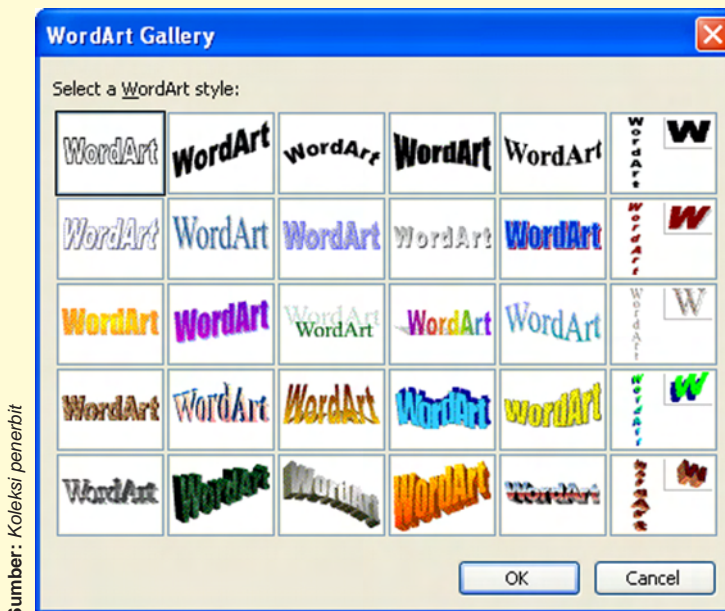 WordArt Gallery
Select a WordArt style:
WordArt WordArt WordArt WordArt WordArt WordArt W
WordArt WordArt WordArt WordArt WordArt WordArt W
WordArt WordArt WordArt WordArt WordArt WordArt WordArt W
WordArt WordArt WordArt WordArt WordArt WordArt W
WordArt WordArt WordArt WordArt WordArt WordArt W
OK Cancel
Sumber: Koleksi penerbit